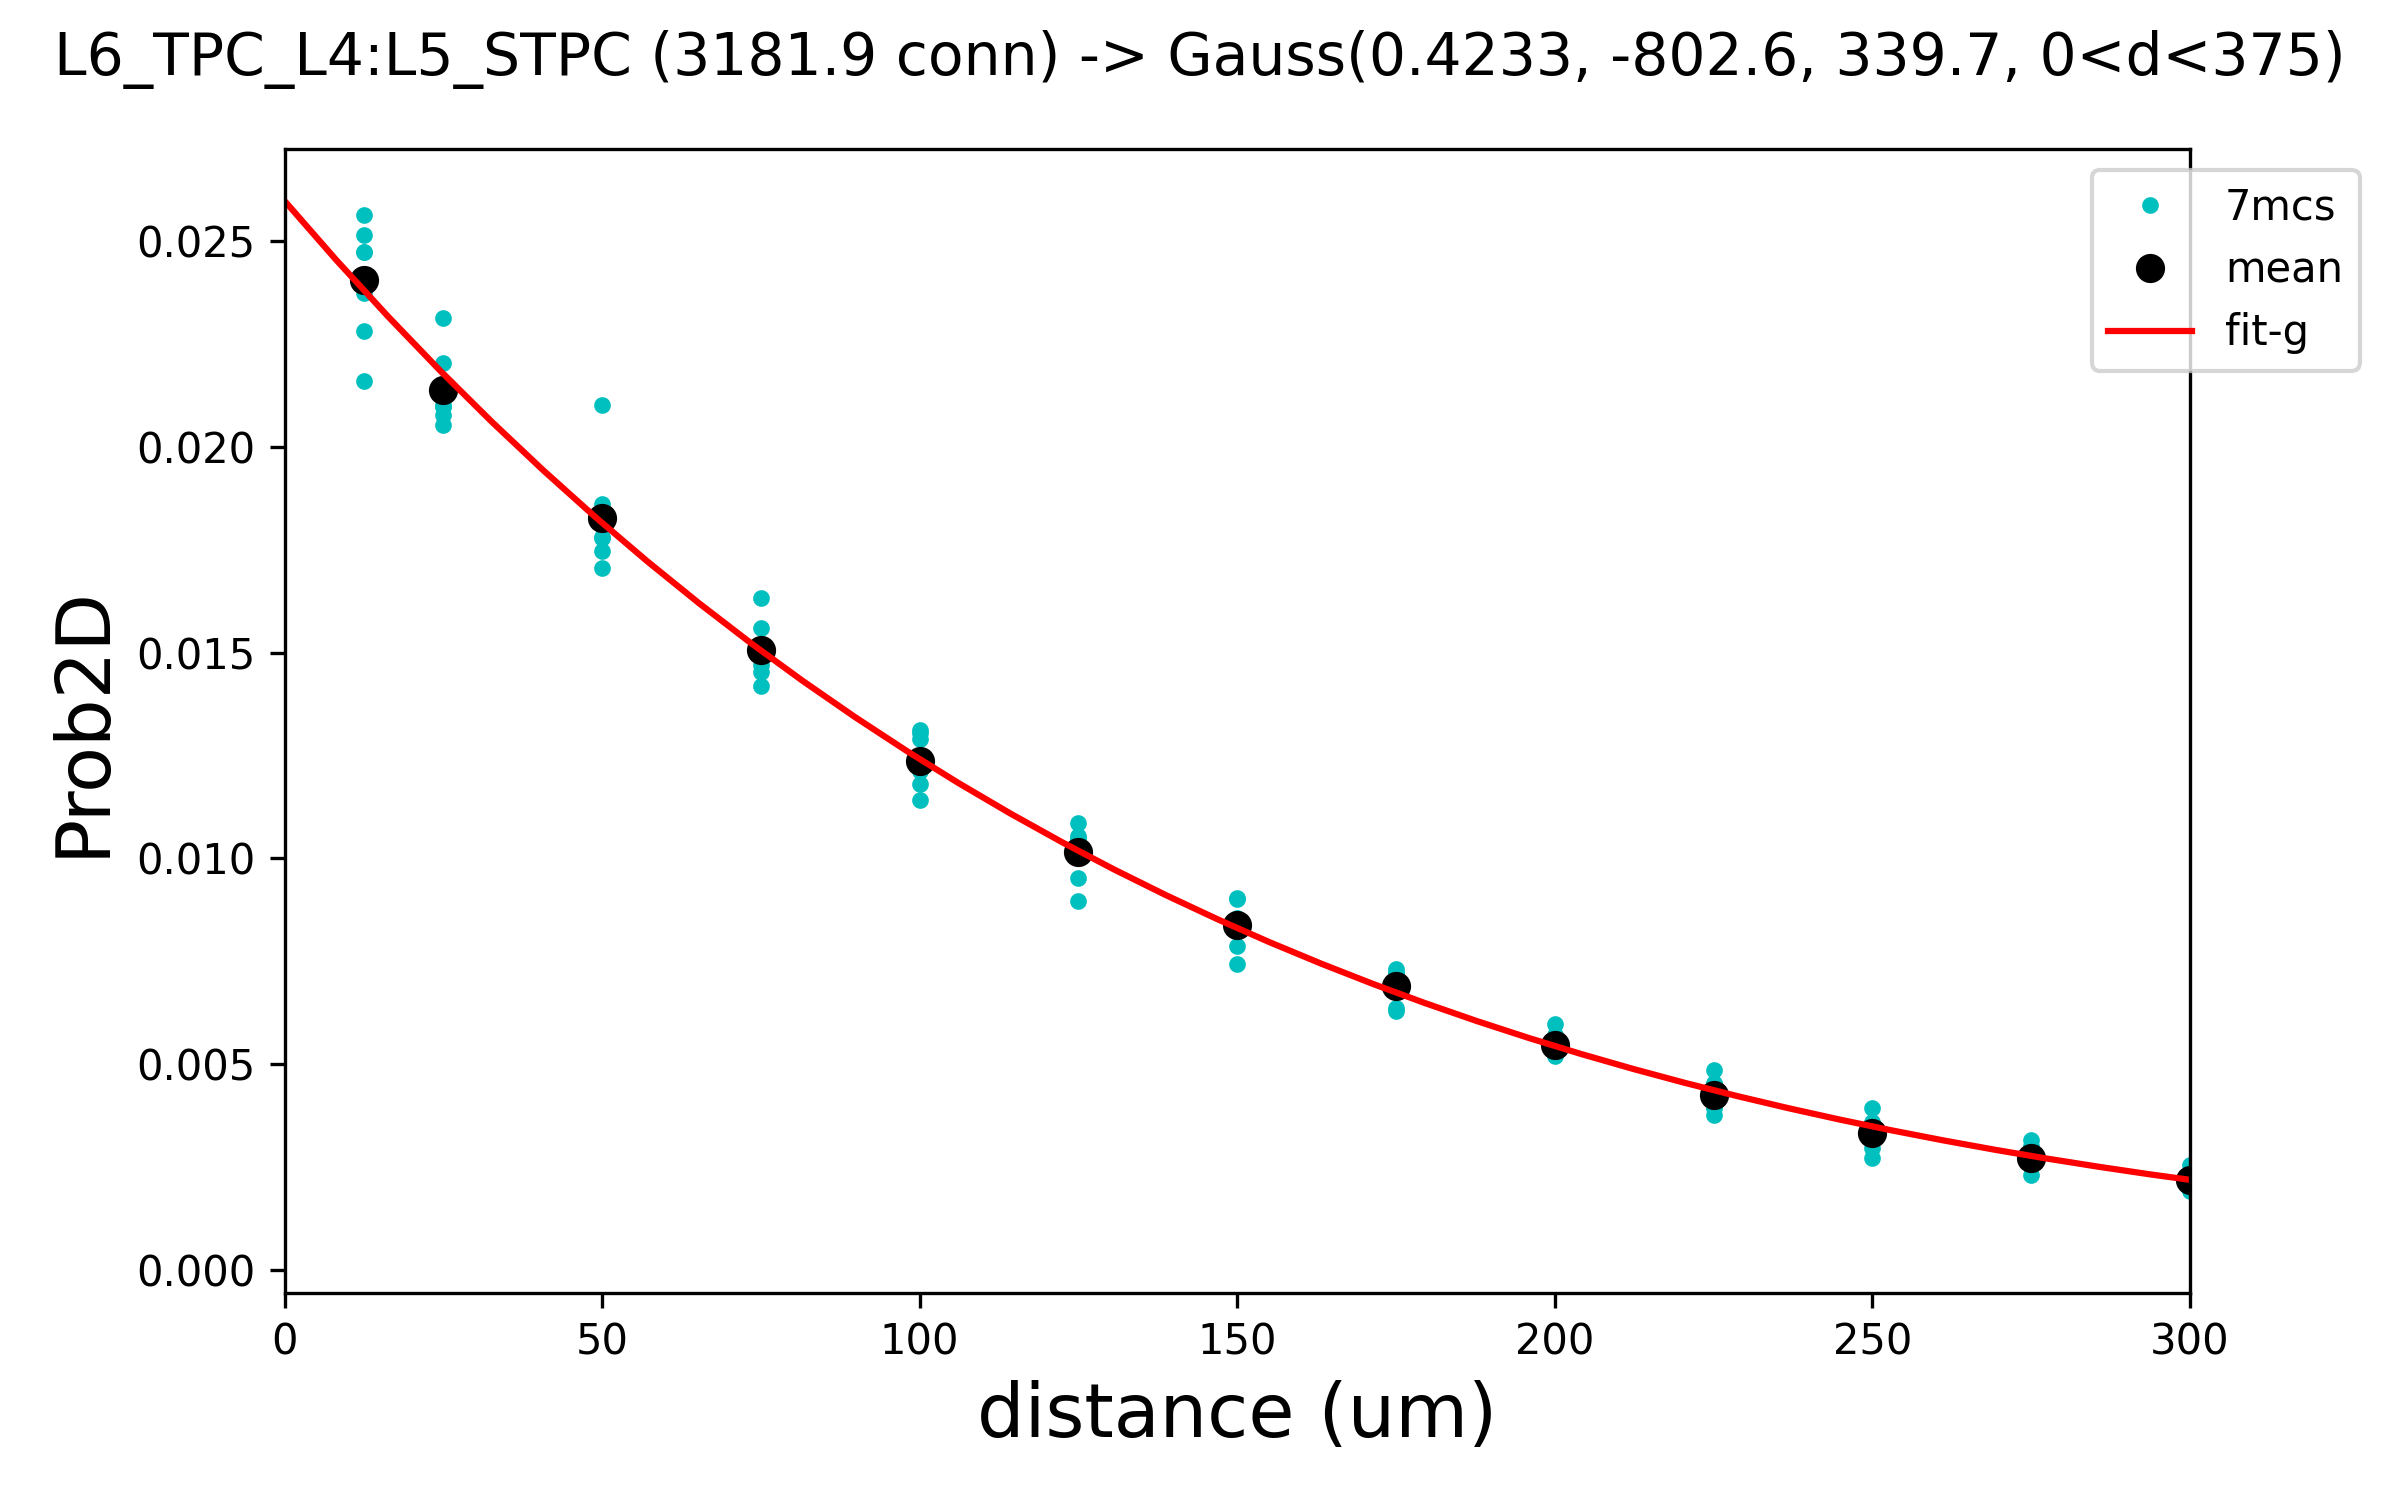 L6_TPC_L4:L5_STPC (3181.9 conn) -> Gauss(0.4233, -802.6, 339.7, 0<d<375)
7mcs
mean
fit-g
Prob2D
0.025
0.020
0.015
0.010
0.005
0.000
0 50 100 150 200 250 300
distance (um)